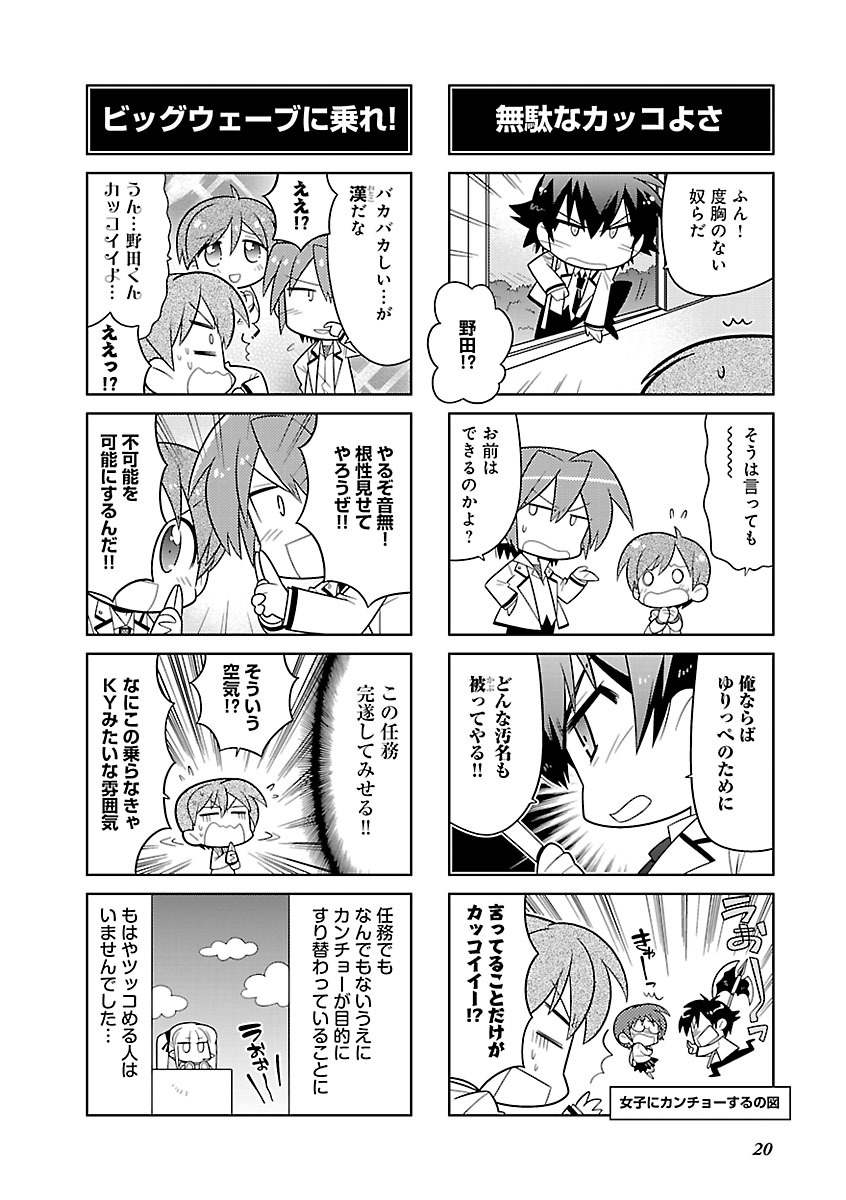 無駄なカッコよさ
ふん!
度胸のない
奴らだ
野田!?
そうは言っても
お前は
できるのかよ?
俺ならば
ゆりっぺのために
どんな汚名も
被ってやる!!
かぶ
うぉぉへっ
きゃーっ
言ってることだけが
カッコイイー!?
女子にカンチョーするの図
ビッグウェーブに乗れ!
バカバカしい…が
漢だな
おとこ
ええ!?
うん…野田くん
カッコイイよ…
ええっ!?
やるぞ音無!
根性見せて
やろうぜ!!
不可能を
可能にするんだ!!
この任務
完遂してみせる!!
そういう
空気!?
なにこの乗らなきゃ
KYみたいな雰囲気
任務でも
なんでもないうえに
カンチョーが目的に
すり替わっていることに
もはやツッコめる人は
いませんでした…
20